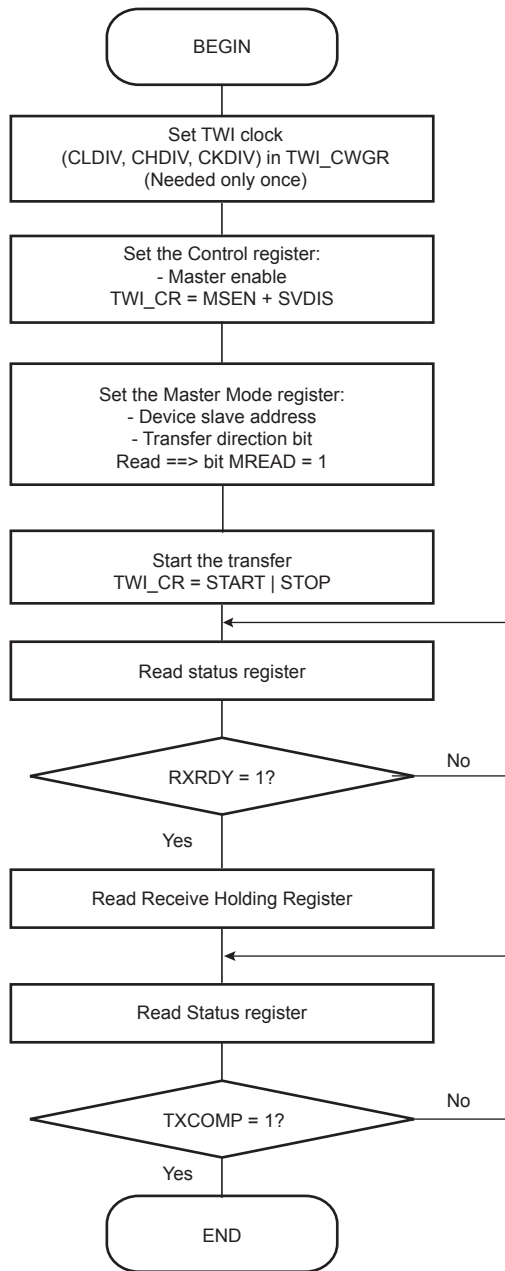 BEGIN
Set TWI clock
(CLDIV, CHDIV, CKDIV) in TWI_CWGR
(Needed only once)
Set the Control register:
- Master enable
TWI_CR = MSEN + SVDIS
Set the Master Mode register:
- Device slave address
- Transfer direction bit
Read ==> bit MREAD = 1
Start the transfer
TWI_CR = START | STOP
Read status register
RXRDY = 1?
No
Yes
Read Receive Holding Register
Read Status register
TXCOMP = 1?
No
Yes
END